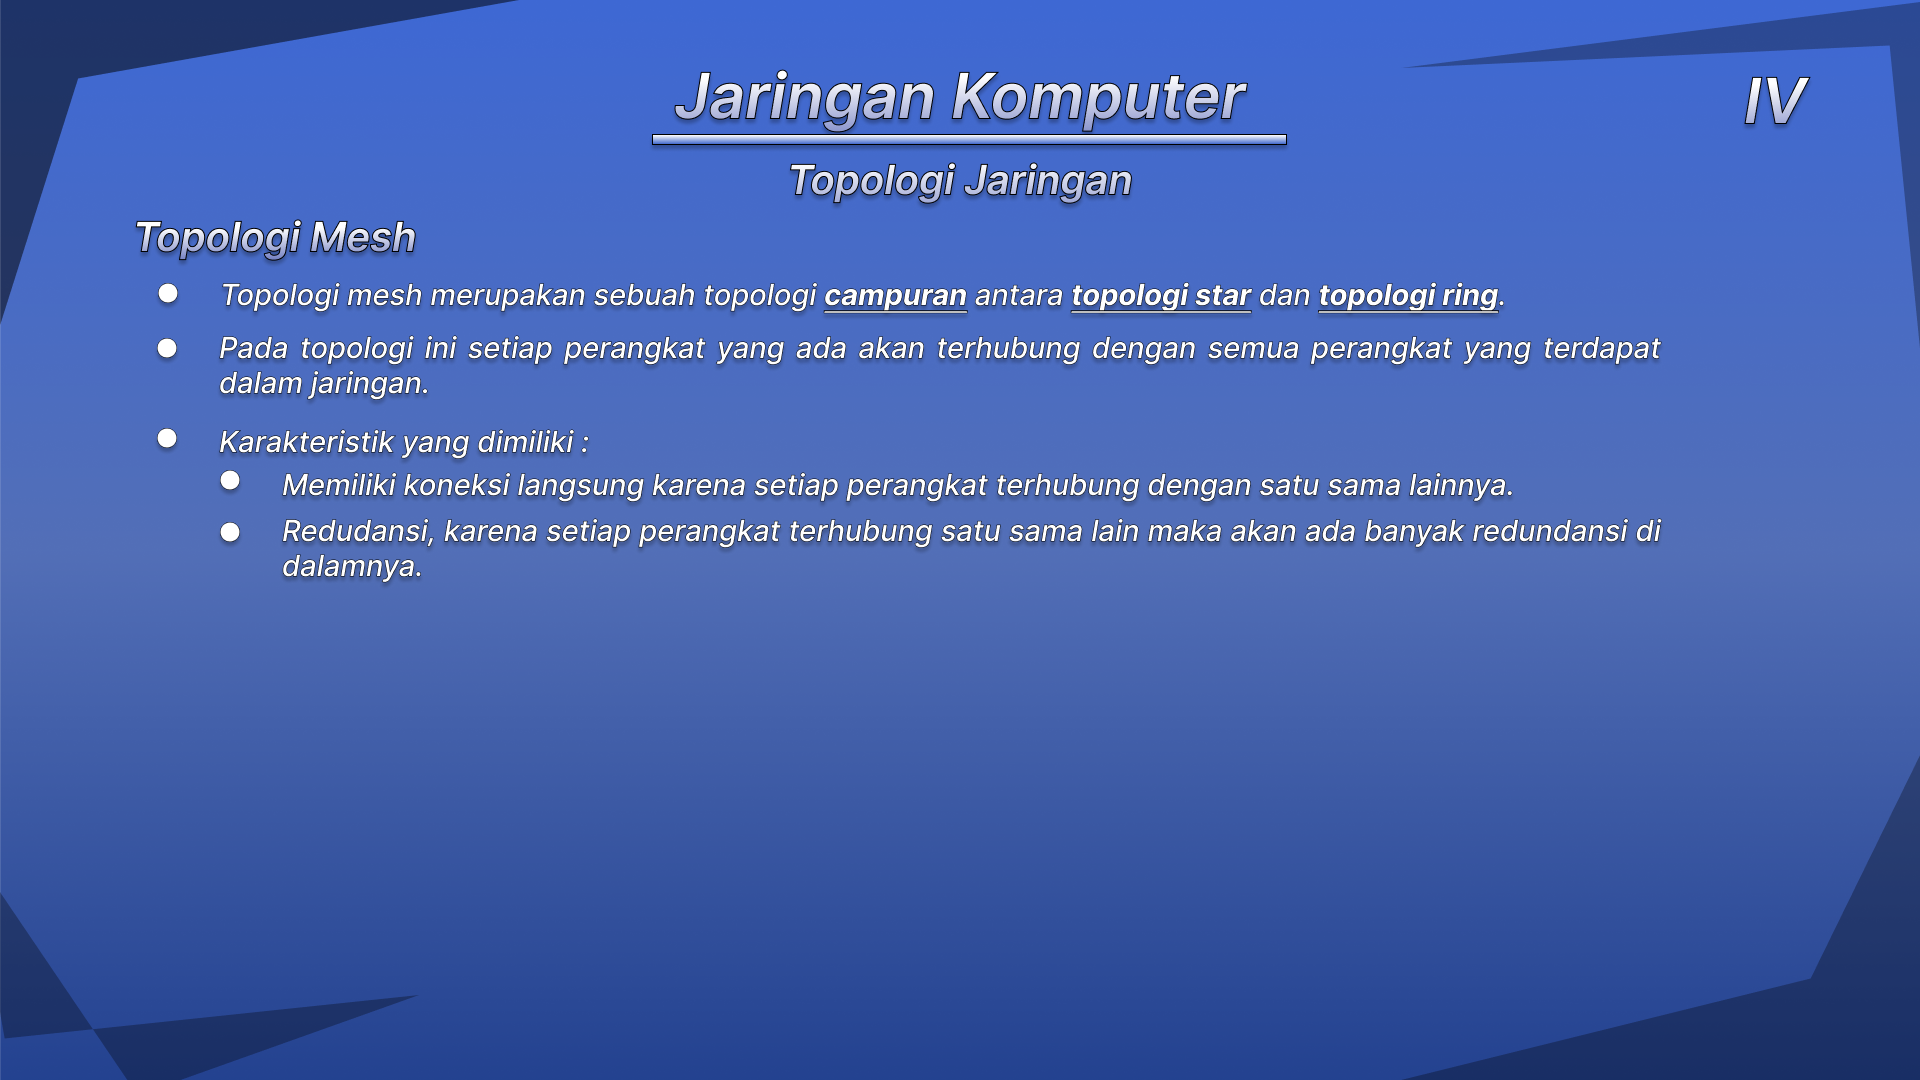 Jaringan Komputer
IV
Topologi Jaringan
Topologi Mesh
Topologi mesh merupakan sebuah topologi campuran antara topologi star dan topologi ring.
Pada topologi ini setiap perangkat yang ada akan terhubung dengan semua perangkat yang terdapat
dalam jaringan.
Karakteristik yang dimiliki :
Memiliki koneksi langsung karena setiap perangkat terhubung dengan satu sama lainnya.
Redudansi, karena setiap perangkat terhubung satu sama lain maka akan ada banyak redundansi di
dalamnya.